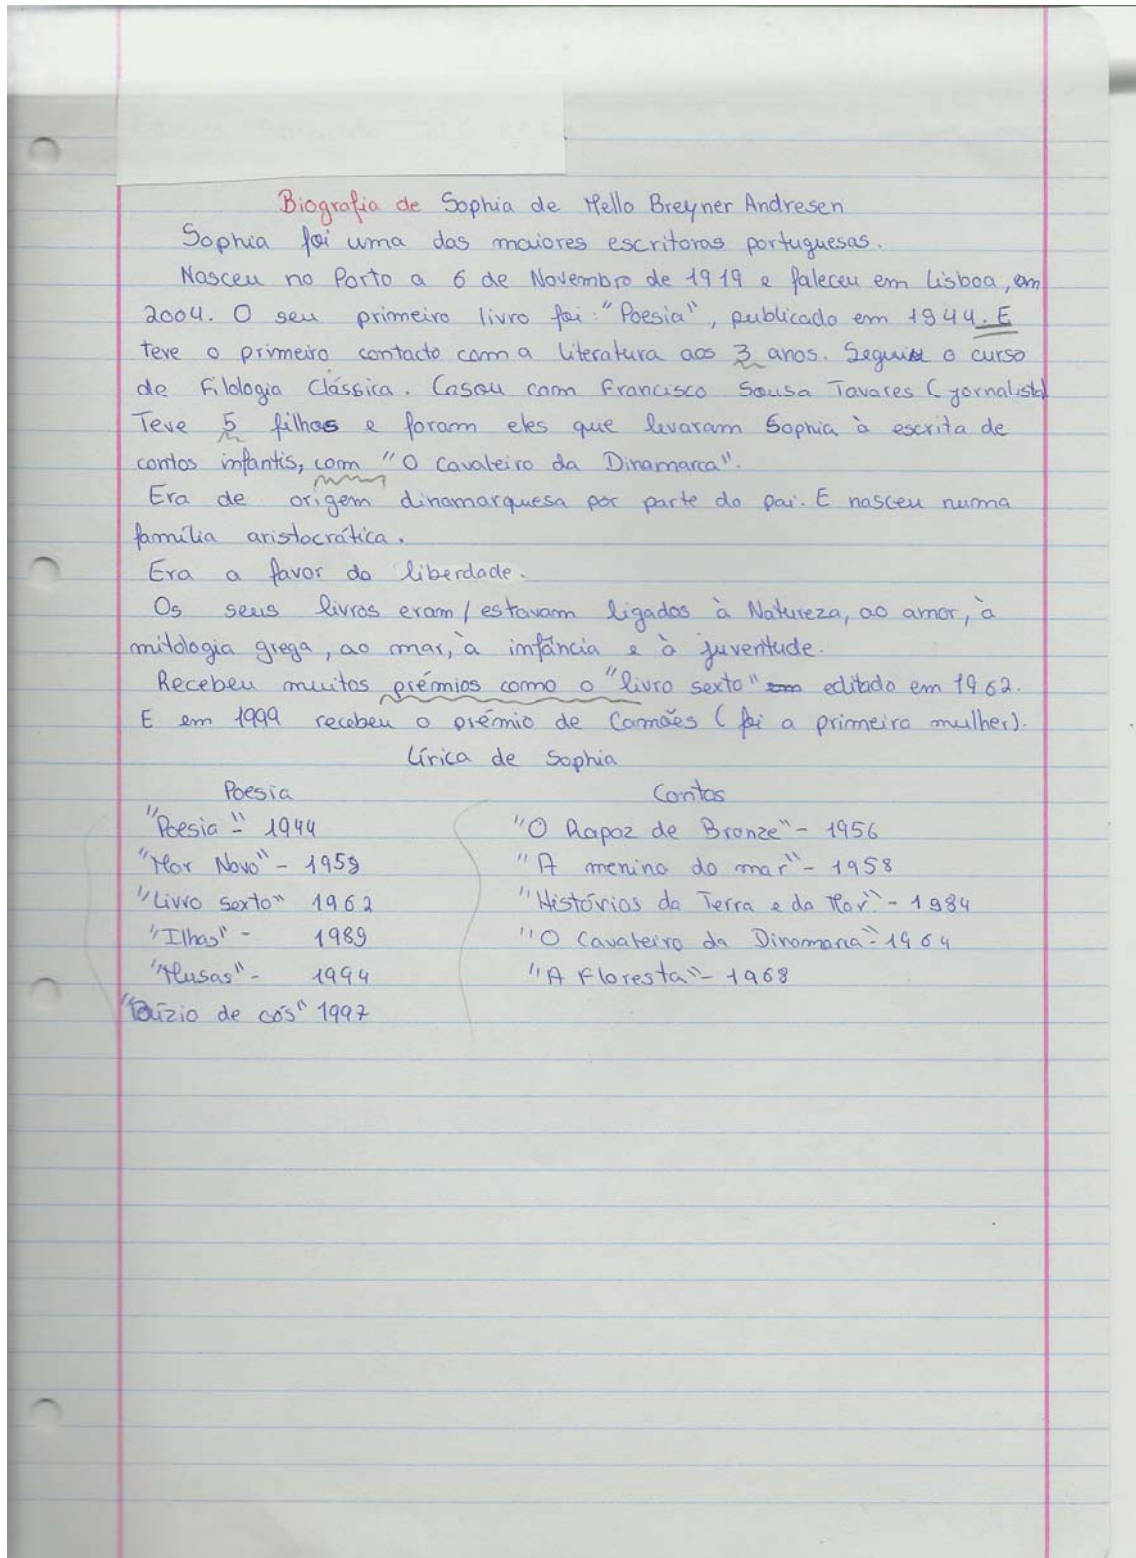 Biografia de Sophia de Mello Breyner Andresen
Sophia foi uma das maiores escritoras portuguesas.
Nasceu no Porto a 6 de Novembro de 1919 e faleceu em Lisboa, em
2004. O seu primeiro livro foi: "Poesia", publicado em 1944. E
teve o primeiro contacto com a literatura aos 3 anos. Seguiu o curso
de Filologia Clássica. Casou com Francisco Sousa Tavares (jornalista)
Teve 5 filhos e foram eles que levaram Sophia à escrita de
contos infantis, com "O Cavaleiro da Dinamarca".
Era de origem dinamarquesa por parte do pai. E nasceu numa
família aristocrática.
Era a favor da liberdade.
Os seus livros eram/estavam ligados à Natureza, ao amor, à
mitologia grega, ao mar, à infância e à juventude.
Recebeu muitos prémios como o "livro sexto" editado em 1962.
E em 1999 recebeu o prémio de Camões (foi a primeira mulher).
Lírica de Sophia
Poesia Contos
"Poesia" - 1944 "O Rapaz de Bronze" - 1956
"Mar Novo" - 1958 "A menina do mar" - 1958
"Livro sexto" 1962 "Histórias da Terra e do Mar" - 1984
"Ilhas" - 1989 "O Cavaleiro da Dinamarca" - 1964
"Musas" - 1994 "A Floresta" - 1968
"Búzio de cós" 1997